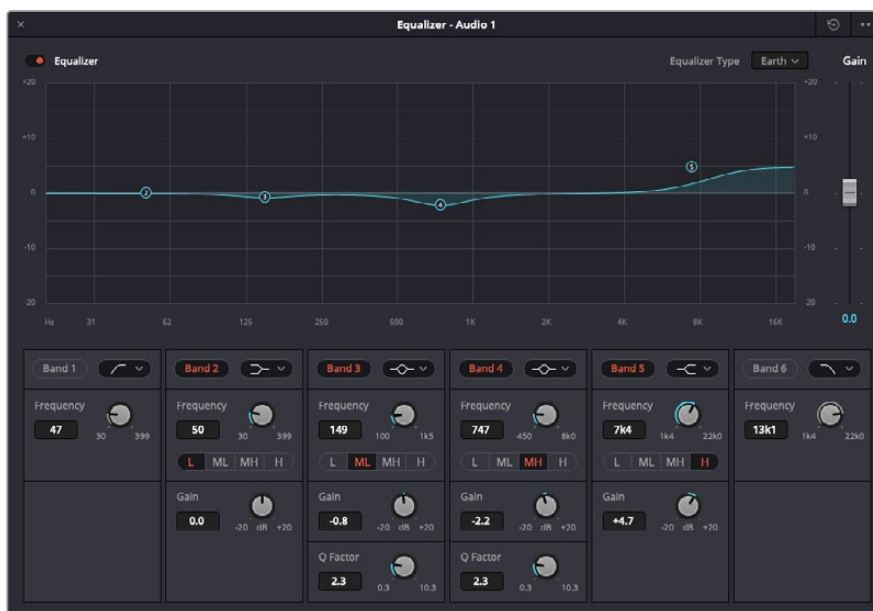 Equalizer - Audio 1
Equalizer
Equalizer Type Earth Gain
+20 +20
+10 +10
0 0
-10 -10
20 20
2 3 4 5
Hz 31 62 125 250 500 1K 2K 4K 8K 16K 0.0
Band 1 Band 2 Band 3 Band 4 Band 5 Band 6
Frequency Frequency Frequency Frequency Frequency Frequency
47 30 399 50 30 399 149 100 1k5 747 450 8k0 7k4 1k4 22k0 13k1 1k4 22k0
L ML MH H L ML MH H L ML MH H L ML MH H
Gain Gain Gain Gain
0.0 -20 dB +20 -0.8 -20 dB +20 -2.2 -20 dB +20 +4.7 -20 dB +20
Q Factor Q Factor
2.3 0.3 10.3 2.3 0.3 10.3